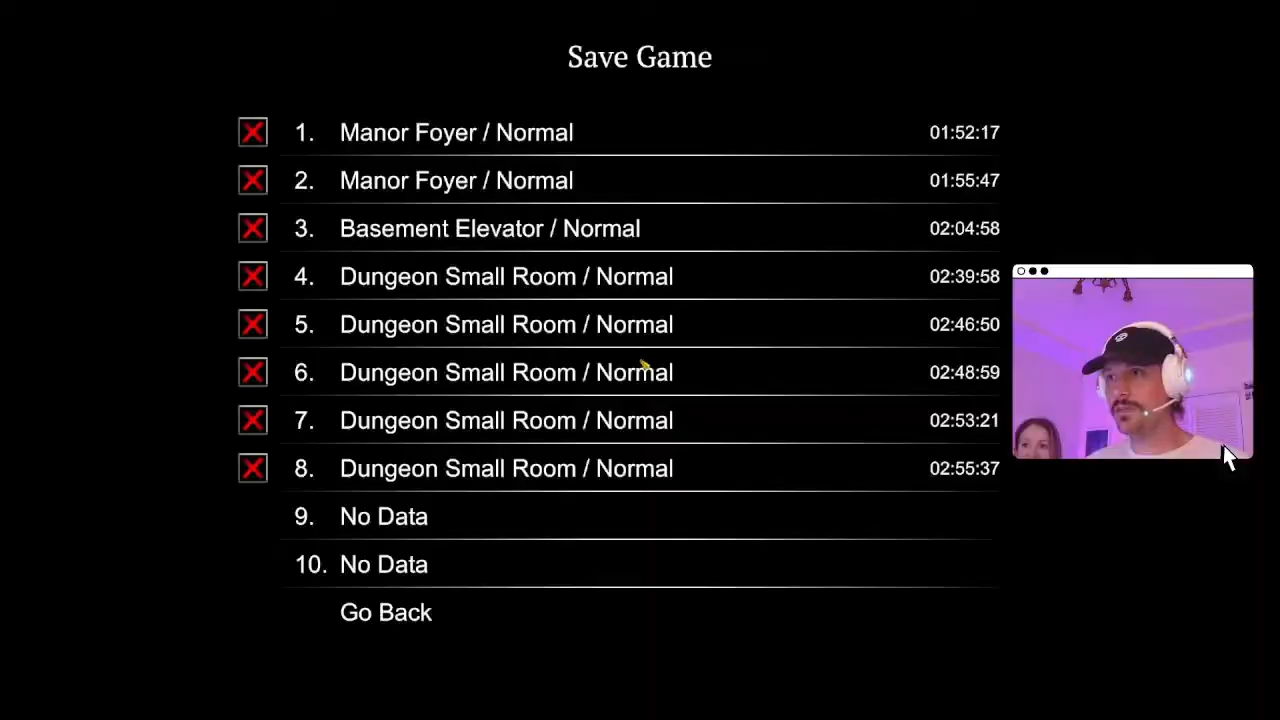 Save Game
1. Manor Foyer / Normal 01:52:17
2. Manor Foyer / Normal 01:55:47
3. Basement Elevator / Normal 02:04:58
4. Dungeon Small Room / Normal 02:39:58
5. Dungeon Small Room / Normal 02:46:50
6. Dungeon Small Room / Normal 02:48:59
7. Dungeon Small Room / Normal 02:53:21
8. Dungeon Small Room / Normal 02:55:37
9. No Data
10. No Data
Go Back